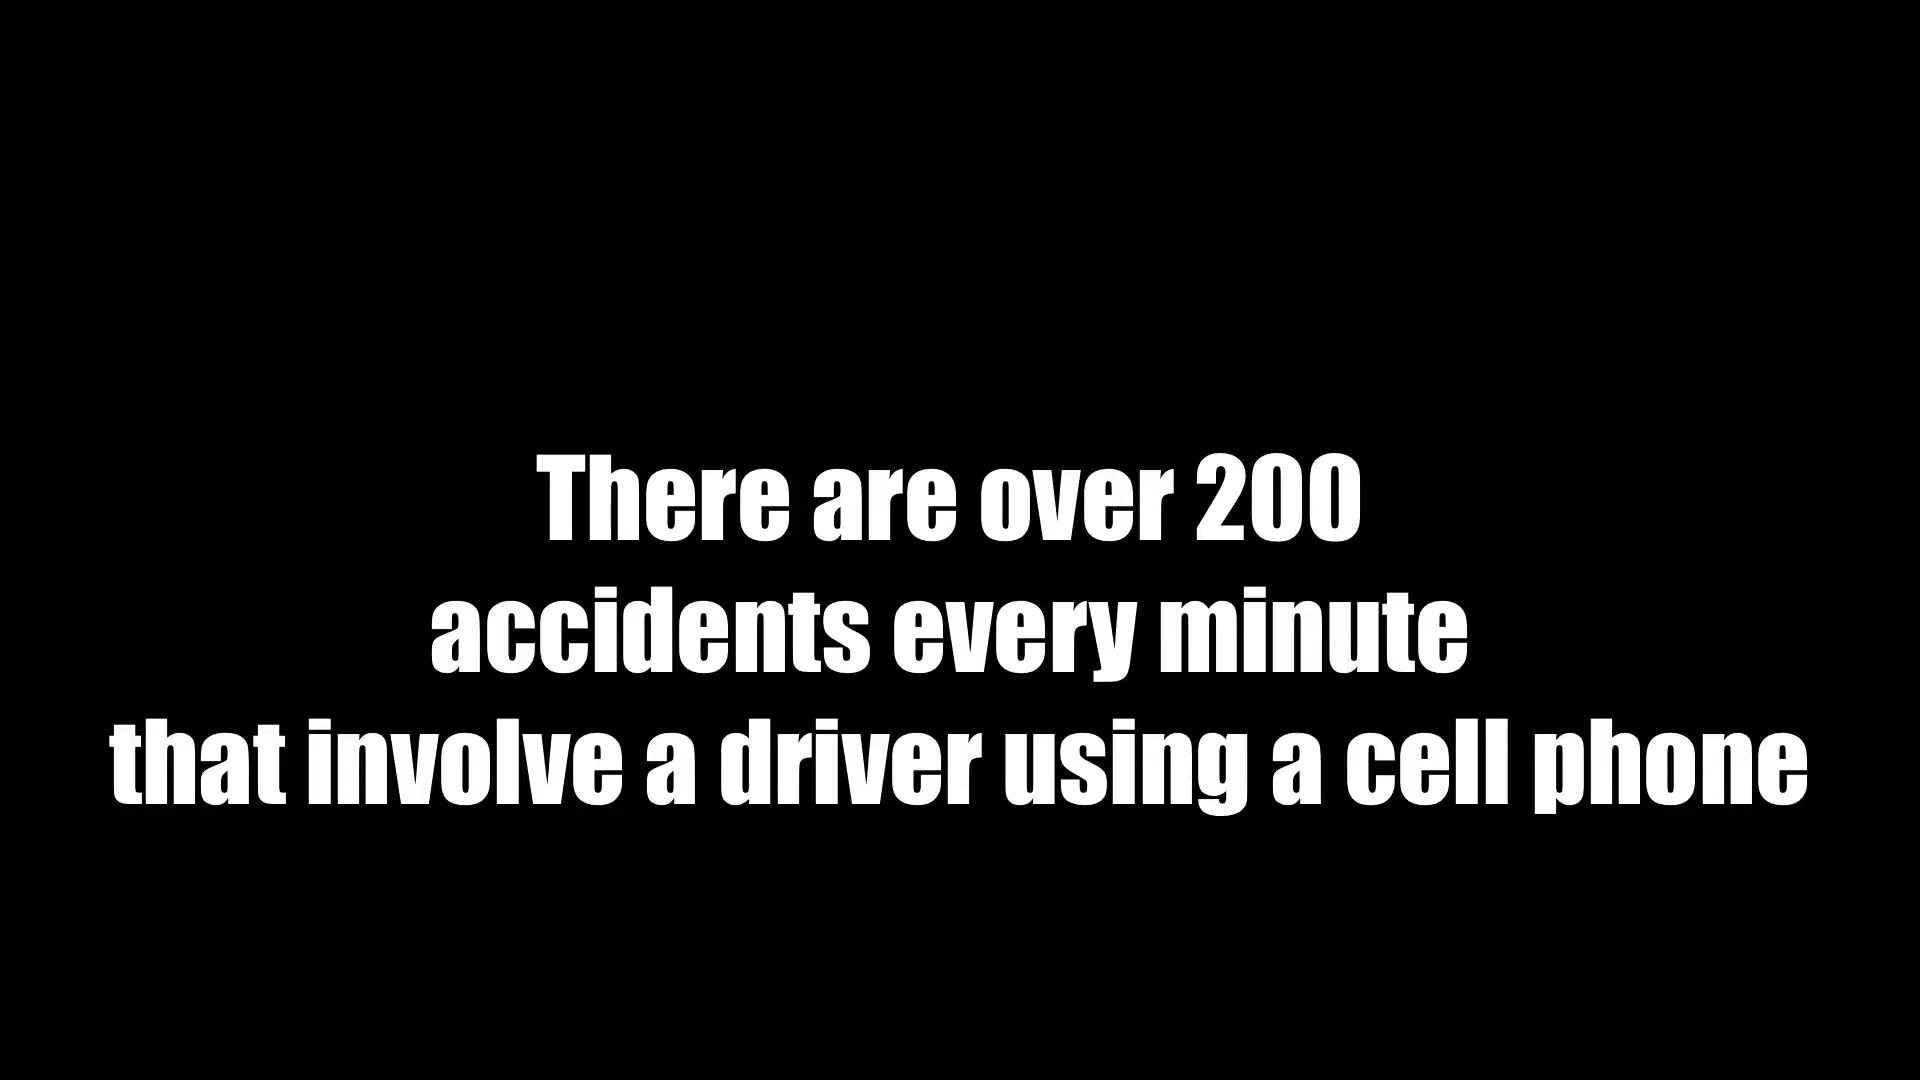 There are over 200
accidents every minute
that involve a driver using a cell phone